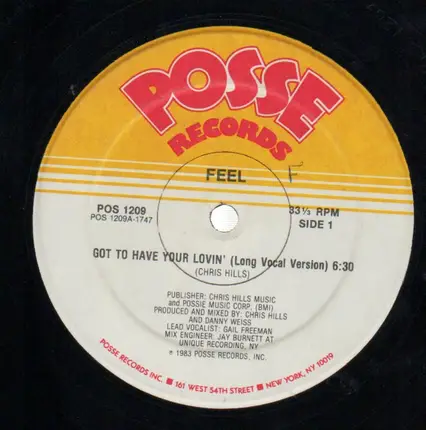 POSSE
RECORDS
FEEL
F
POS 1209
POS 1209A-1747
33⅓ RPM
SIDE 1
GOT TO HAVE YOUR LOVIN' (Long Vocal Version) 6:30
(CHRIS HILLS)
PUBLISHER: CHRIS HILLS MUSIC
and POSSIE MUSIC CORP. (BMI)
PRODUCED AND MIXED BY: CHRIS HILLS
AND DANNY WEISS
LEAD VOCALIST: GAIL FREEMAN
MIX ENGINEER: JAY BURNETT AT
UNIQUE RECORDING, NY
℗ 1983 POSSE RECORDS, INC.
POSSE RECORDS INC. ■ 161 WEST 54TH STREET ■ NEW YORK, NY 10019